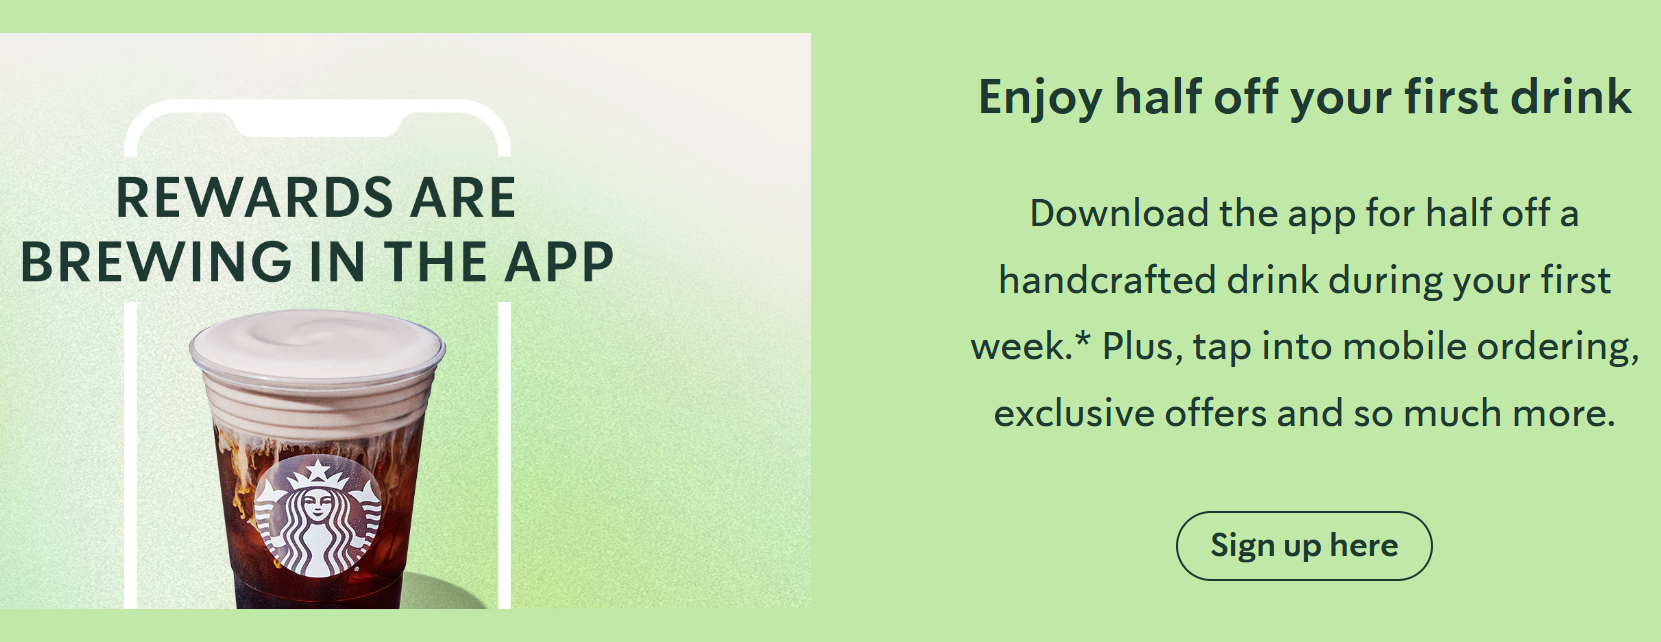 REWARDS ARE
BREWING IN THE APP
Enjoy half off your first drink
Download the app for half off a
handcrafted drink during your first
week.* Plus, tap into mobile ordering,
exclusive offers and so much more.
Sign up here